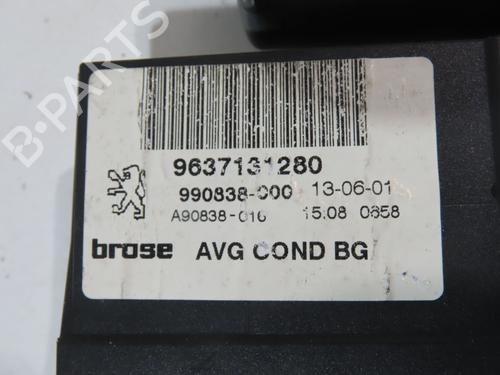 9637131280
990838-000 13-06-01
A90838-016 15.08 0658
brose AVG COND BG
B-PARTS